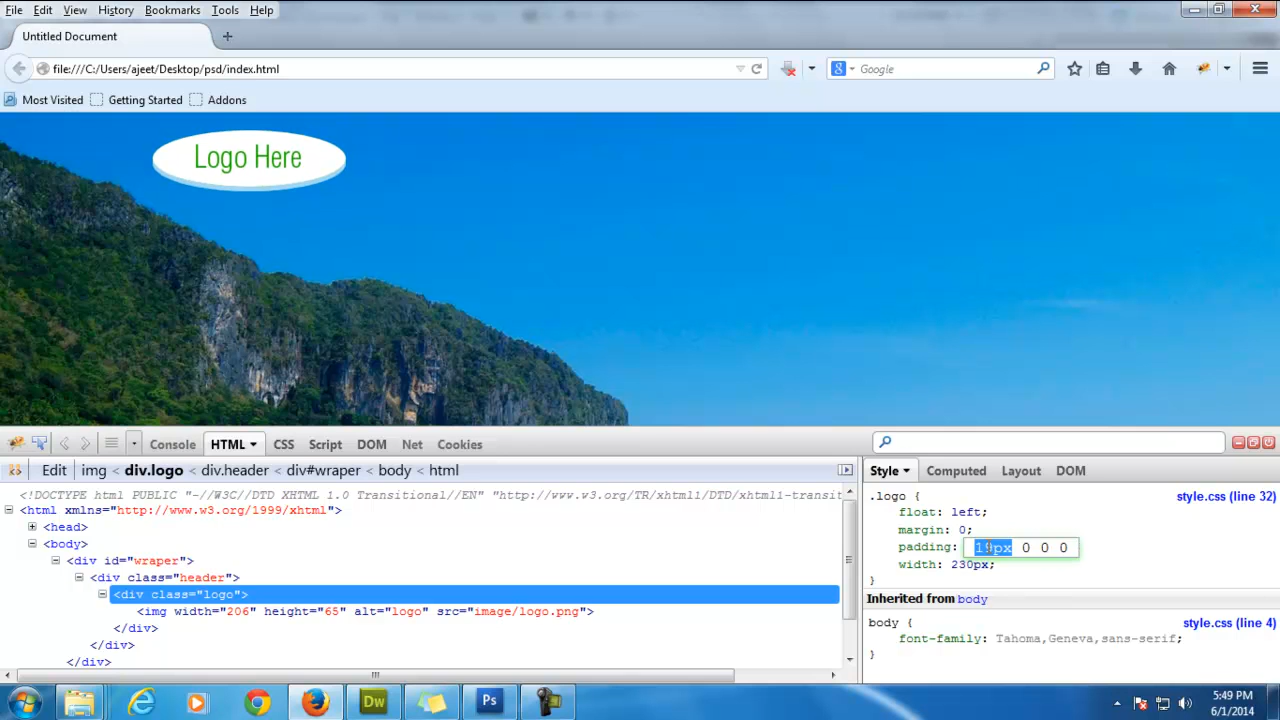 File Edit View History Bookmarks Tools Help
Untitled Document
file:///C:/Users/ajeet/Desktop/psd/index.html
Google
Most Visited Getting Started Addons
Logo Here
Console HTML CSS Script DOM Net Cookies
Edit img < div.logo < div.header < div#wraper < body < html
Style Computed Layout DOM
<!DOCTYPE html PUBLIC "-//W3C//DTD XHTML 1.0 Transitional//EN" "http://www.w3.org/TR/xhtml1/DTD/xhtml1-transit
<html xmlns="http://www.w3.org/1999/xhtml">
<head>
<body>
<div id="wraper">
<div class="header">
<div class="logo">
<img width="206" height="65" alt="logo" src="image/logo.png">
</div>
</div>
</div>
.logo { style.css (line 32)
float: left;
margin: 0;
padding: 19px 0 0 0
width: 230px;
}
Inherited from body
body { style.css (line 4)
font-family: Tahoma,Geneva,sans-serif;
}
Dw
Ps
5:49 PM
6/1/2014